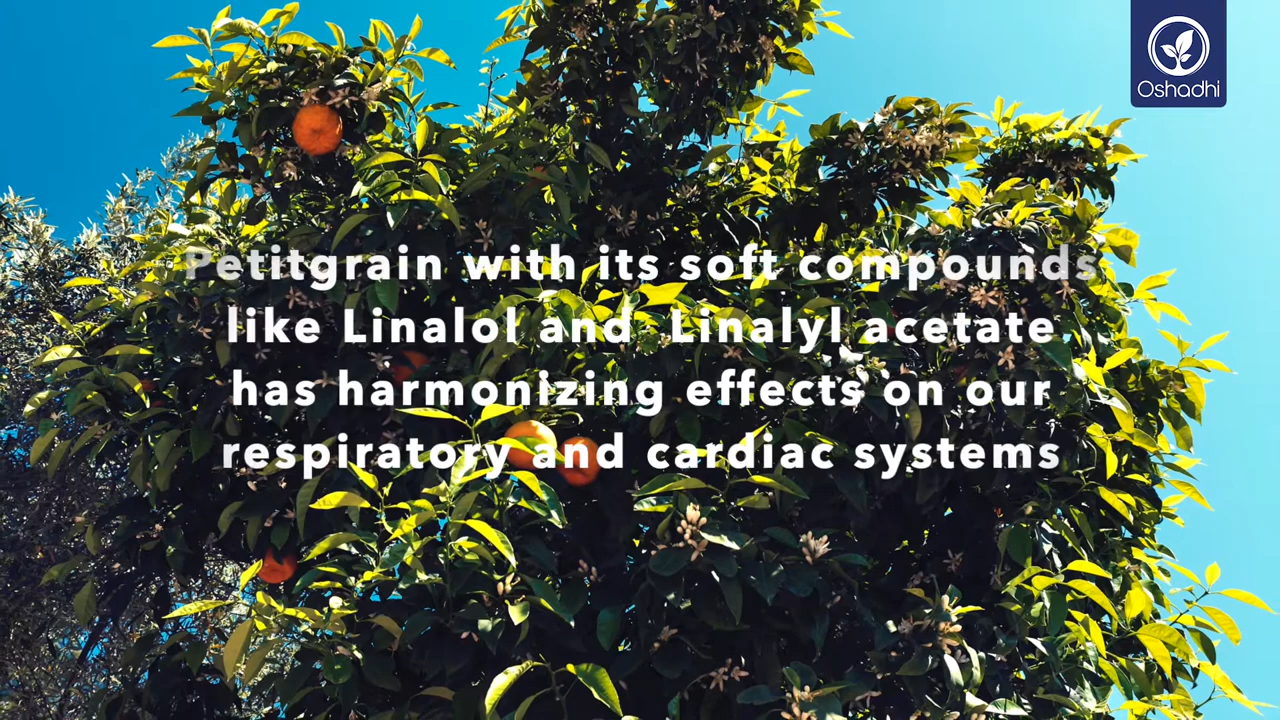 Oshadhi
Petitgrain with its soft compounds
like Linalol and Linalyl acetate
has harmonizing effects on our
respiratory and cardiac systems